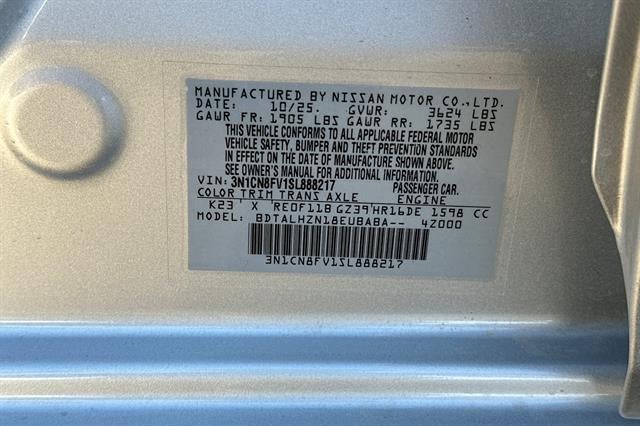 MANUFACTURED BY NISSAN MOTOR CO.,LTD.
DATE: 10/25. GVWR: 3624 LBS
GAWR FR: 1905 LBS GAWR RR: 1735 LBS
THIS VEHICLE CONFORMS TO ALL APPLICABLE FEDERAL MOTOR
VEHICLE SAFETY, BUMPER AND THEFT PREVENTION STANDARDS
IN EFFECT ON THE DATE OF MANUFACTURE SHOWN ABOVE.
SEE OWNER'S MANUAL FOR ADDITIONAL INFORMATION
VIN: 3N1CN8FV1SL888217 PASSENGER CAR.
COLOR TRIM TRANS AXLE ENGINE
K23 ' X ' RE0F11B GZ39'HR16DE 1598 CC
MODEL: BDTALHZN18EUBABA-- 42000
3N1CN8FV1SL888217